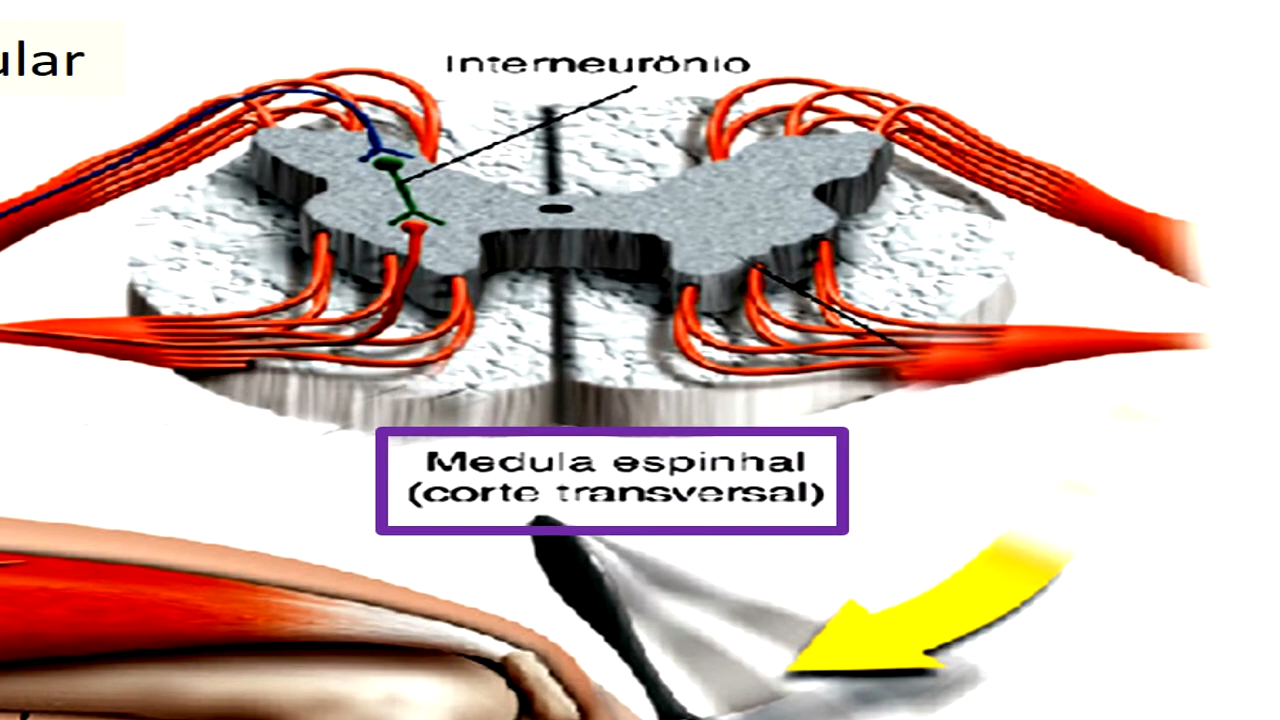 ular
Interneurônio
Medula espinhal
(corte transversal)